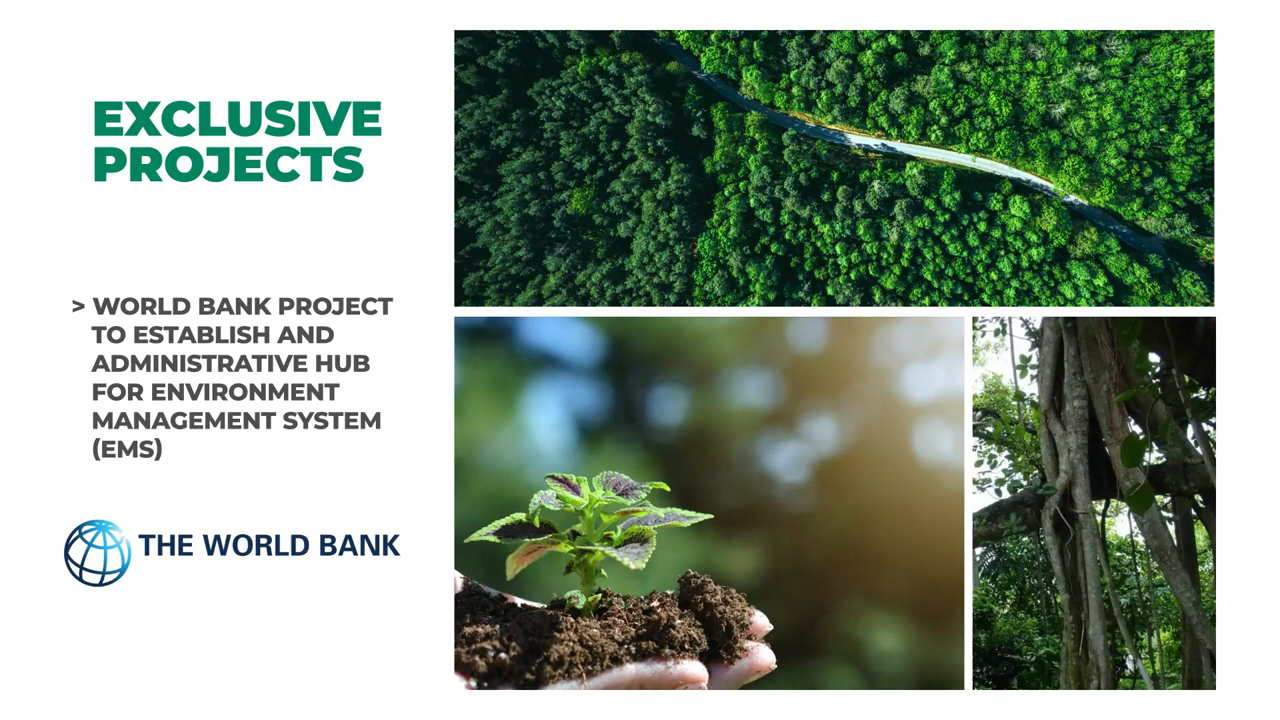 EXCLUSIVE
PROJECTS
> WORLD BANK PROJECT
TO ESTABLISH AND
ADMINISTRATIVE HUB
FOR ENVIRONMENT
MANAGEMENT SYSTEM
(EMS)
THE WORLD BANK